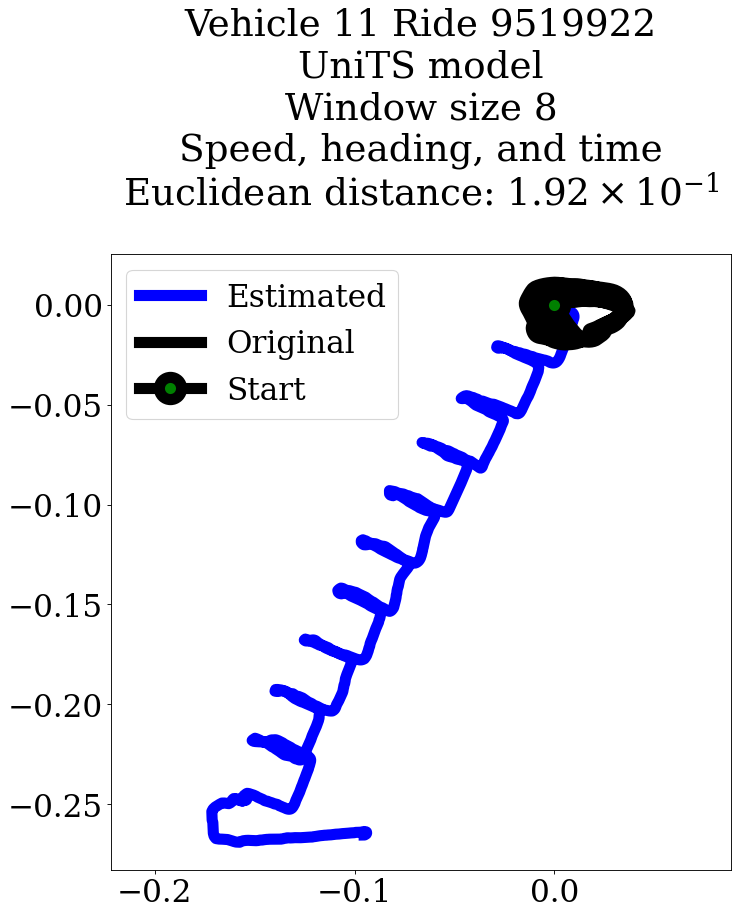 Vehicle 11 Ride 9519922
UniTS model
Window size 8
Speed, heading, and time
Euclidean distance: 1.92 × 10⁻¹
Estimated
Original
Start
0.00
−0.05
−0.10
−0.15
−0.20
−0.25
−0.2 −0.1 0.0